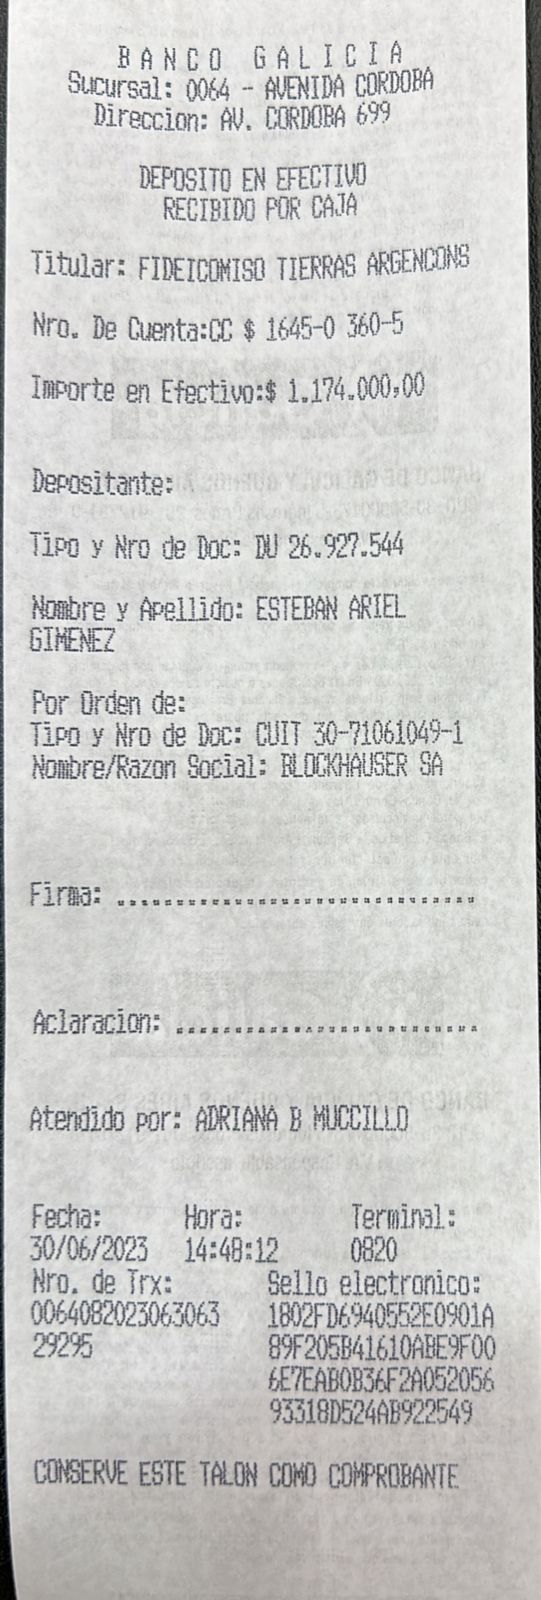 BANCO GALICIA
Sucursal: 0064 - AVENIDA CORDOBA
Direccion: AV. CORDOBA 699
DEPOSITO EN EFECTIVO
RECIBIDO POR CAJA
Titular: FIDEICOMISO TIERRAS ARGENCONS
Nro. De Cuenta:CC $ 1645-0 360-5
Importe en Efectivo:$ 1.174.000,00
Depositante:
Tipo y Nro de Doc: DU 26.927.544
Nombre y Apellido: ESTEBAN ARIEL
GIMENEZ
Por Orden de:
Tipo y Nro de Doc: CUIT 30-71061049-1
Nombre/Razon Social: BLOCKHAUSER SA
Firma: ..............................
Aclaracion: ..........................
Atendido por: ADRIANA B MUCCILLO
Fecha: Hora: Terminal:
30/06/2023 14:48:12 0820
Nro. de Trx: Sello electronico:
0064082023063063 1802FD6940552E0901A
29295 89F205B41610ABE9F00
6E7EAB0B36F2A052056
93318D524AB922549
CONSERVE ESTE TALON COMO COMPROBANTE